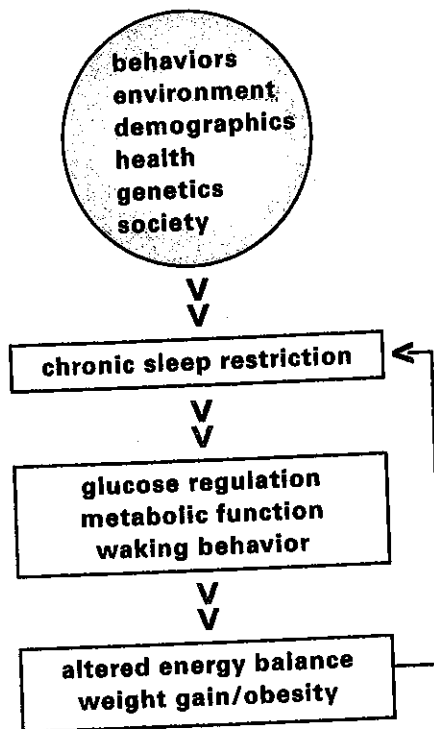 behaviors
environment
demographics
health
genetics
society
chronic sleep restriction
glucose regulation
metabolic function
waking behavior
altered energy balance
weight gain/obesity